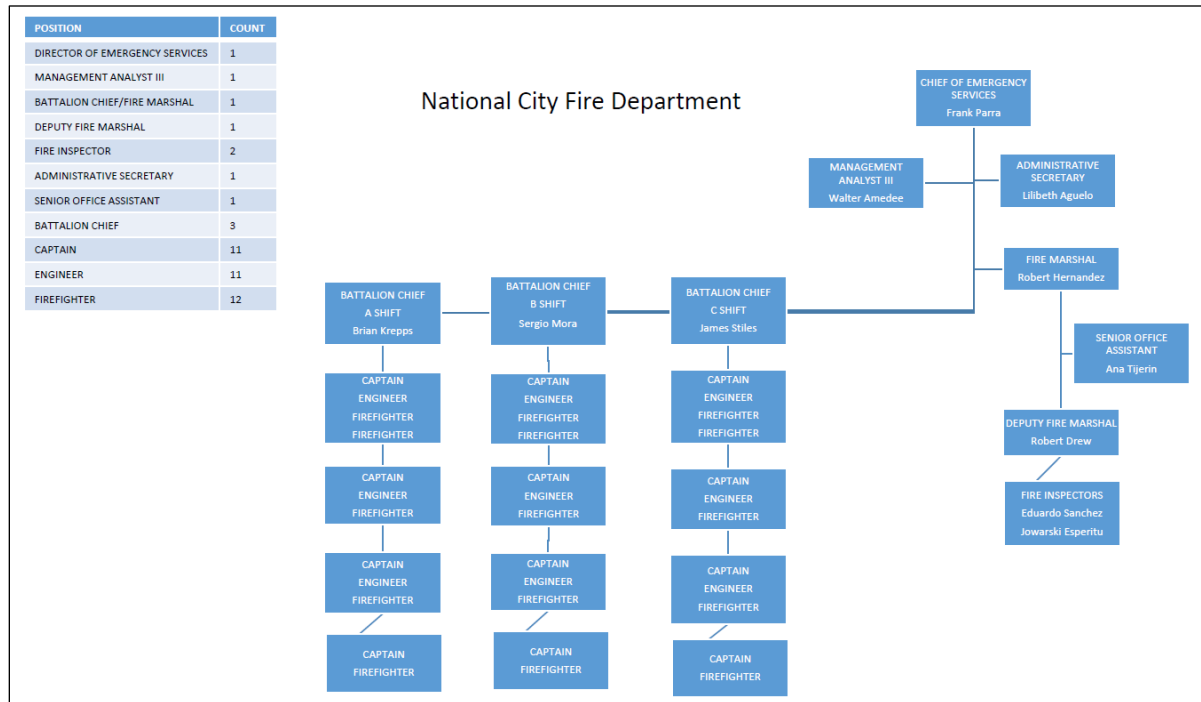 POSITION COUNT
DIRECTOR OF EMERGENCY SERVICES 1
MANAGEMENT ANALYST III 1
BATTALION CHIEF/FIRE MARSHAL 1
DEPUTY FIRE MARSHAL 1
FIRE INSPECTOR 2
ADMINISTRATIVE SECRETARY 1
SENIOR OFFICE ASSISTANT 1
BATTALION CHIEF 3
CAPTAIN 11
ENGINEER 11
FIREFIGHTER 12
National City Fire Department
CHIEF OF EMERGENCY
SERVICES
Frank Parra
MANAGEMENT
ANALYST III
Walter Amedee
ADMINISTRATIVE
SECRETARY
Lilibeth Aguelo
FIRE MARSHAL
Robert Hernandez
SENIOR OFFICE
ASSISTANT
Ana Tijerin
DEPUTY FIRE MARSHAL
Robert Drew
FIRE INSPECTORS
Eduardo Sanchez
Jowarski Esperitu
BATTALION CHIEF
A SHIFT
Brian Krepps
CAPTAIN
ENGINEER
FIREFIGHTER
FIREFIGHTER
CAPTAIN
ENGINEER
FIREFIGHTER
CAPTAIN
ENGINEER
FIREFIGHTER
CAPTAIN
FIREFIGHTER
BATTALION CHIEF
B SHIFT
Sergio Mora
CAPTAIN
ENGINEER
FIREFIGHTER
FIREFIGHTER
CAPTAIN
ENGINEER
FIREFIGHTER
CAPTAIN
ENGINEER
FIREFIGHTER
CAPTAIN
FIREFIGHTER
BATTALION CHIEF
C SHIFT
James Stiles
CAPTAIN
ENGINEER
FIREFIGHTER
FIREFIGHTER
CAPTAIN
ENGINEER
FIREFIGHTER
CAPTAIN
ENGINEER
FIREFIGHTER
CAPTAIN
FIREFIGHTER